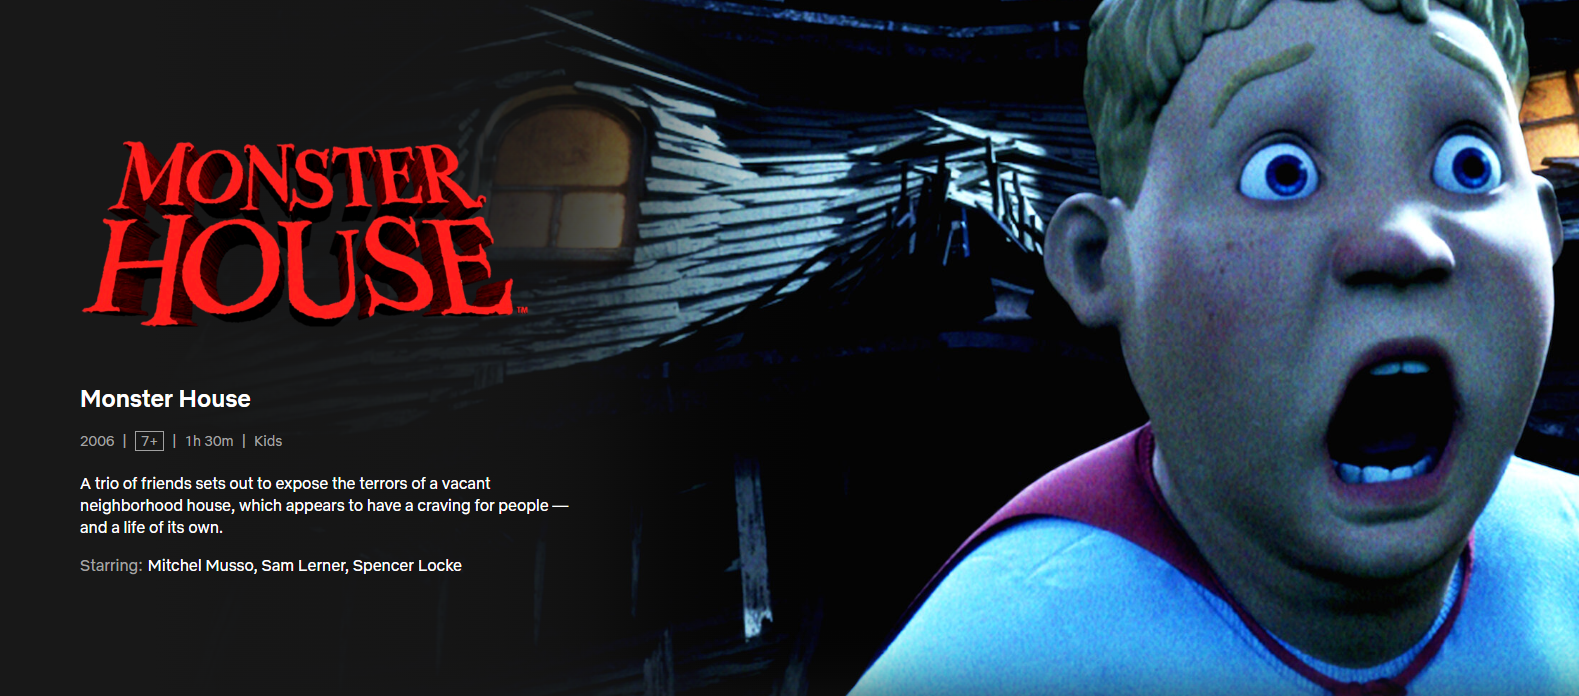 MONSTER
HOUSE™
Monster House
2006 | 7+ | 1h 30m | Kids
A trio of friends sets out to expose the terrors of a vacant
neighborhood house, which appears to have a craving for people —
and a life of its own.
Starring: Mitchel Musso, Sam Lerner, Spencer Locke